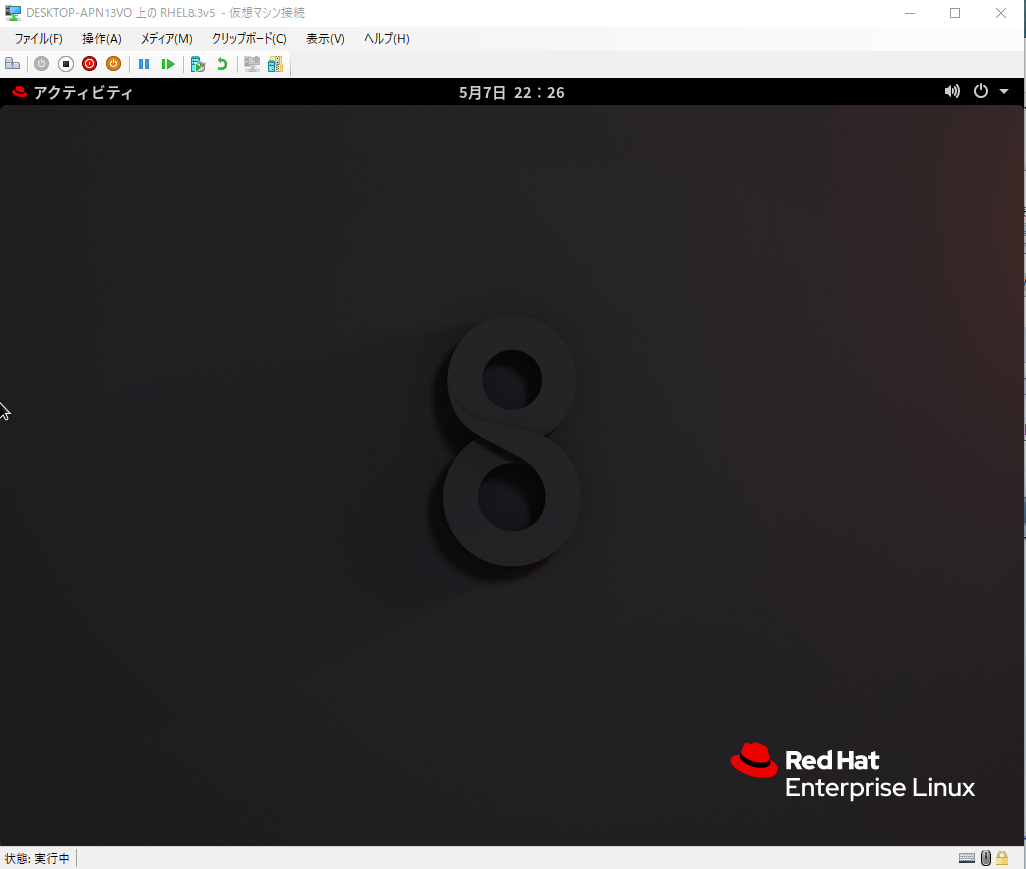 DESKTOP-APN13VO 上の RHEL8.3v5 - 仮想マシン接続
ファイル(F) 操作(A) メディア(M) クリップボード(C) 表示(V) ヘルプ(H)
アクティビティ 5月7日 22：26
8
Red Hat
Enterprise Linux
状態: 実行中